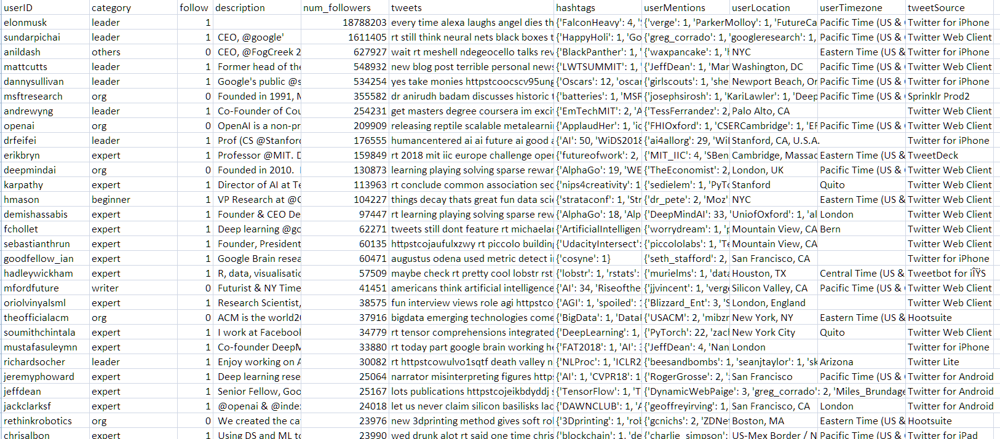 userID category follow description num_followers tweets hashtags userMentions userLocation userTimezone tweetSource
elonmusk leader 1 18788203 every time alexa laughs angel dies th {'FalconHeavy': 4, ' {'verge': 1, 'ParkerMolloy': 1, 'FutureCa Pacific Time (US & Twitter for iPhone
sundarpichai leader 1 CEO, @google' 1611405 rt still think neural nets black boxes t {'HappyHoli': 1, 'Go {'greg_corrado': 1, 'googleresearch': 1, Pacific Time (US & Twitter Web Client
anildash others 0 CEO, @FogCreek 2 627927 wait rt meshell ndegeocello talks rev {'BlackPanther': 1, {'waxpancake': 1, 'h NYC Eastern Time (US & Twitter for iPhone
mattcutts leader 1 Former head of the 548932 new blog post terrible personal news {'LWTSUMMIT': 1, {'JeffDean': 1, 'Mar Washington, DC Pacific Time (US & Twitter Web Client
dannysullivan leader 1 Google's public @s 534254 yes take monies httpstcoocscv95ung {'Oscars': 12, 'oscar {'girlscouts': 1, 'she Newport Beach, Or Pacific Time (US & Twitter for iPhone
msftresearch org 0 Founded in 1991, M 355582 dr anirudh badam discusses historic t {'batteries': 1, 'MSR {'josephsirosh': 1, 'KariLawler': 1, 'Deep Pacific Time (US & Sprinklr Prod2
andrewyng leader 1 Co-Founder of Cou 254231 get masters degree coursera im excit {'EmTechMIT': 2, 'A {'TessFerrandez': 2, Palo Alto, CA Twitter Web Client
openai org 0 OpenAI is a non-pr 209909 releasing reptile scalable metalearni {'ApplaudHer': 1, 'ic {'FHIOxford': 1, 'CSERCambridge': 1, 'EF Pacific Time (US & Twitter Web Client
drfeifei leader 1 Prof (CS @Stanford 176555 humancentered ai ai future ai good a {'AI': 50, 'WiDS2018 {'ai4allorg': 29, 'Wil Stanford, CA, U.S.A. Twitter for iPhone
erikbryn expert 1 Professor @MIT. D 159849 rt 2018 mit iic europe challenge oper {'futureofwork': 2, {'MIT_IIC': 4, 'SBen Cambridge, Massac Eastern Time (US & TweetDeck
deepmindai org 0 Founded in 2010. 130873 learning playing solving sparse rewar {'AlphaGo': 19, 'WE {'TheEconomist': 2, London, UK Pacific Time (US & Twitter Web Client
karpathy expert 1 Director of AI at Te 113963 rt conclude common association sec {'nips4creativity': 1 {'sedielem': 1, 'PyTo Stanford Quito Twitter Web Client
hmason beginner 1 VP Research at @C 104227 things decay thats great fun data scie {'strataconf': 1, 'Str {'dr_pete': 2, 'Moz' NYC Eastern Time (US & Twitter Web Client
demishassabis expert 1 Founder & CEO De 97447 rt learning playing solving sparse rew {'AlphaGo': 18, 'Alp {'DeepMindAI': 33, 'UniofOxford': 1, 'al London Twitter Web Client
fchollet expert 1 Deep learning @go 62271 tweets still dont feature rt michaelar {'ArtificialIntelligen {'worrydream': 1, 'p Mountain View, CA Bern Twitter Web Client
sebastianthrun expert 1 Founder, President 60135 httpstcojaufulxzwy rt piccolo building {'UdacityIntersect': {'piccololabs': 1, 'Te Mountain View, CA Twitter Web Client
goodfellow_ian expert 1 Google Brain resea 60471 augustus odena used metric detect i {'cosyne': 1} {'seth_stafford': 2, San Francisco, CA Twitter for iPhone
hadleywickham expert 1 R, data, visualisatic 57509 maybe check rt pretty cool lobstr rst {'lobstr': 1, 'rstats': {'murielms': 1, 'data Houston, TX Central Time (US & Tweetbot for iÎŸS
mfordfuture writer 0 Futurist & NY Time 41451 americans think artificial intelligence {'AI': 34, 'Riseofthe {'jjvincent': 1, 'verge Silicon Valley, CA Pacific Time (US & Twitter Web Client
oriolvinyalsml expert 1 Research Scientist, 38575 fun interview views role agi httpstco {'AGI': 1, 'spoiled': 1 {'Blizzard_Ent': 3, 'S London, England Twitter Web Client
theofficialacm org 0 ACM is the world20 37916 bigdata emerging technologies come {'BigData': 1, 'Datal {'USACM': 2, 'mibzn New York, NY Eastern Time (US & Hootsuite
soumithchintala expert 1 I work at Facebook 34779 rt tensor comprehensions integrated {'DeepLearning': 1, {'PyTorch': 22, 'zac New York City Quito Twitter Web Client
mustafasuleymn expert 1 Co-founder DeepM 33880 rt today part google brain working he {'FAT2018': 1, 'AI': 3 {'JeffDean': 4, 'Nan London Twitter for iPhone
richardsocher leader 1 Enjoy working on A 30082 rt httpstcowulvo1sqtf death valley n {'NLProc': 1, 'ICLR2 {'beesandbombs': 1, 'seanjtaylor': 1, 'sk Arizona Twitter Lite
jeremyphoward expert 1 Deep learning rese 25064 narrator misinterpreting figures http {'AI': 1, 'CVPR18': 1 {'RogerGrosse': 2, San Francisco Pacific Time (US & Twitter for Android
jeffdean expert 1 Senior Fellow, Goo 25167 lots publications httpstcojeikbdyddj s {'TensorFlow': 1, 'T {'DynamicWebPaige': 3, 'greg_corrado': 2, 'Miles_Brundage Twitter for Android
jackclarksf expert 1 @openai & @inde 24018 let us never claim silicon basilisks lac {'DAWNCLUB': 1, 'A {'geoffreyirving': 1, San Francisco, CA London Twitter for Android
rethinkrobotics org 0 We created the ca 23976 new 3dprinting method gives soft ro {'3Dprinting': 1, 'rol {'gcnichs': 2, 'ZDNe Boston, MA Eastern Time (US & Hootsuite
chrisalbon expert 1 Using DS and ML to 23990 wed drunk alot rt said one time chris {'blockchain': 1, 'de {'charlie_simpson': US-Mex Border / N Pacific Time (US & Twitter for iPad